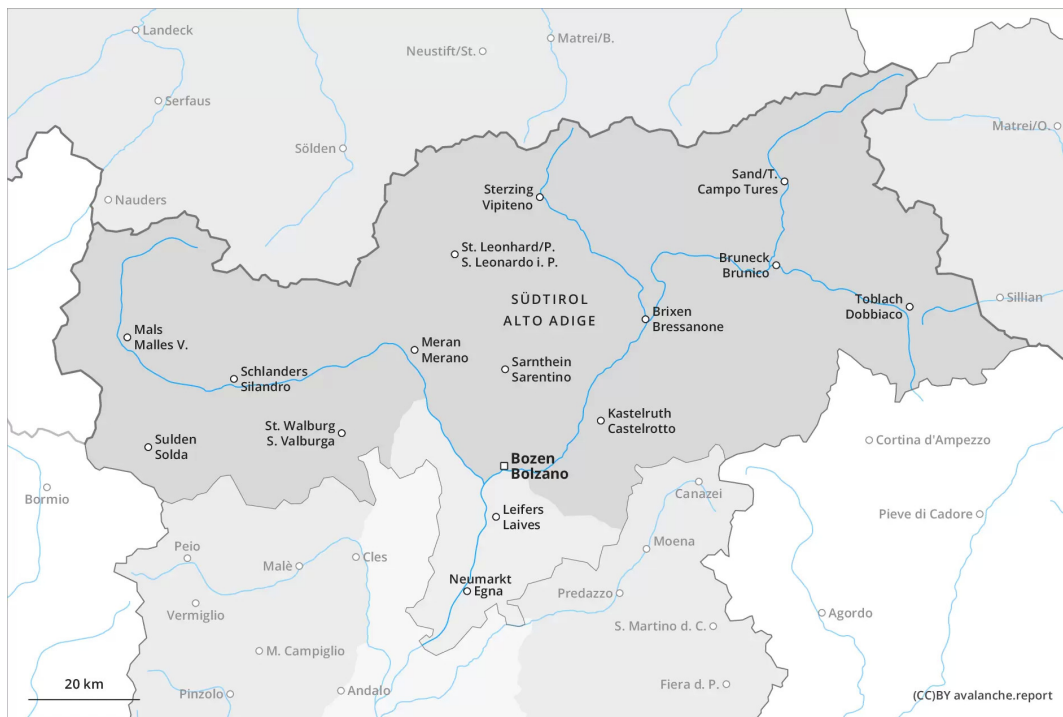 Landeck
Matrei/B.
Neustift/St.
Serfaus
Matrei/O.
Sölden
Sand/T.
Campo Tures
Sterzing
Vipiteno
Nauders
St. Leonhard/P.
S. Leonardo i. P.
Bruneck
Brunico
SÜDTIROL
ALTO ADIGE
Toblach
Dobbiaco
Sillian
Brixen
Bressanone
Mals
Malles V.
Meran
Merano
Sarnthein
Sarentino
Schlanders
Silandro
Kastelruth
Castelrotto
St. Walburg
S. Valburga
Sulden
Solda
Cortina d'Ampezzo
Bozen
Bolzano
Bormio
Canazei
Leifers
Laives
Pieve di Cadore
Peio
Malè
Cles
Moena
Neumarkt
Egna
Predazzo
Vermiglio
Agordo
S. Martino d. C.
M. Campiglio
20 km
Pinzolo
Andalo
Fiera d. P.
(CC)BY avalanche.report